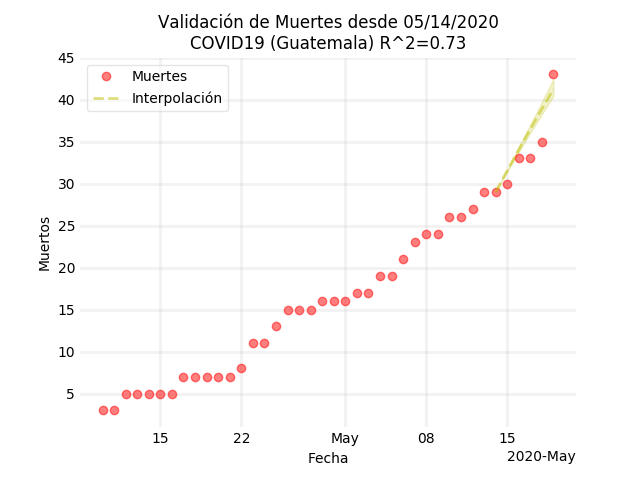 Validación de Muertes desde 05/14/2020
COVID19 (Guatemala) R^2=0.73
45
40
35
30
25
20
15
10
5
Muertos
Muertes
Interpolación
15
22
May
08
15
Fecha
2020-May